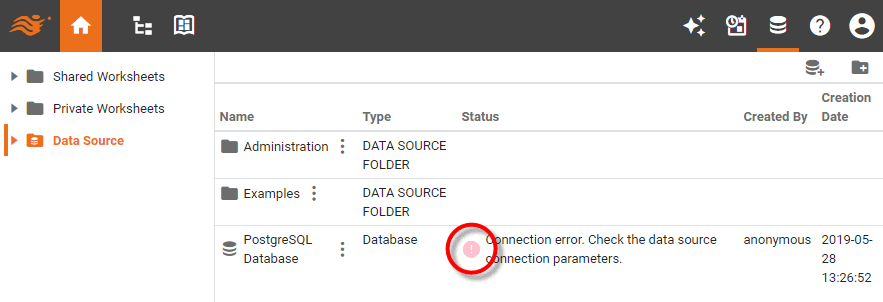 Shared Worksheets
Private Worksheets
Data Source
Name Type Status Created By Creation Date
Administration DATA SOURCE FOLDER
Examples DATA SOURCE FOLDER
PostgreSQL Database Database Connection error. Check the data source connection parameters. anonymous 2019-05-28 13:26:52